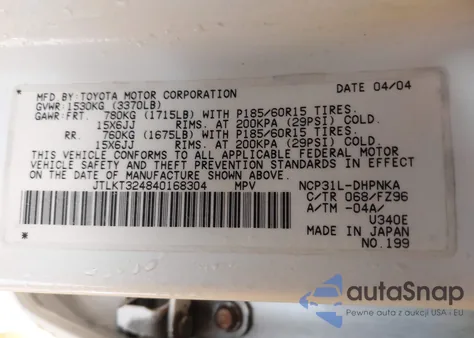 MFD BY:TOYOTA MOTOR CORPORATION DATE 04/04
GVWR:1530KG (3370LB)
GAWR:FRT. 780KG (1715LB) WITH P185/60R15 TIRES.
15X6JJ RIMS. AT 200KPA (29PSI) COLD.
RR. 760KG (1675LB) WITH P185/60R15 TIRES.
15X6JJ RIMS. AT 200KPA (29PSI) COLD.
THIS VEHICLE CONFORMS TO ALL APPLICABLE FEDERAL MOTOR
VEHICLE SAFETY AND THEFT PREVENTION STANDARDS IN EFFECT
ON THE DATE OF MANUFACTURE SHOWN ABOVE.
JTLKT324840168304 MPV NCP31L-DHPNKA
C/TR 068/FZ96
A/TM -04A/
U340E
MADE IN JAPAN
NO.199
autoSnap
Pewne auta z aukcji USA i EU